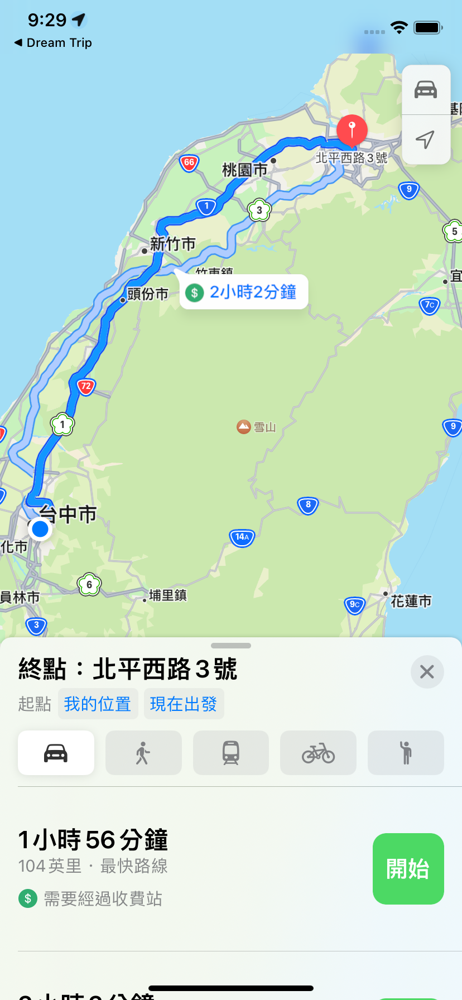 9:29
◀ Dream Trip
基
66
桃園市
北平西路3號
9
1
3
5
新竹市
竹東鎮
宜
頭份市
$ 2小時2分鐘
7C
72
1
雪山
9
8
台中市
14A
化市
6
員林市
埔里鎮
花蓮市
9C
3
終點：北平西路3號
起點 我的位置 現在出發
1小時56分鐘
104英里 · 最快路線
開始
$ 需要經過收費站